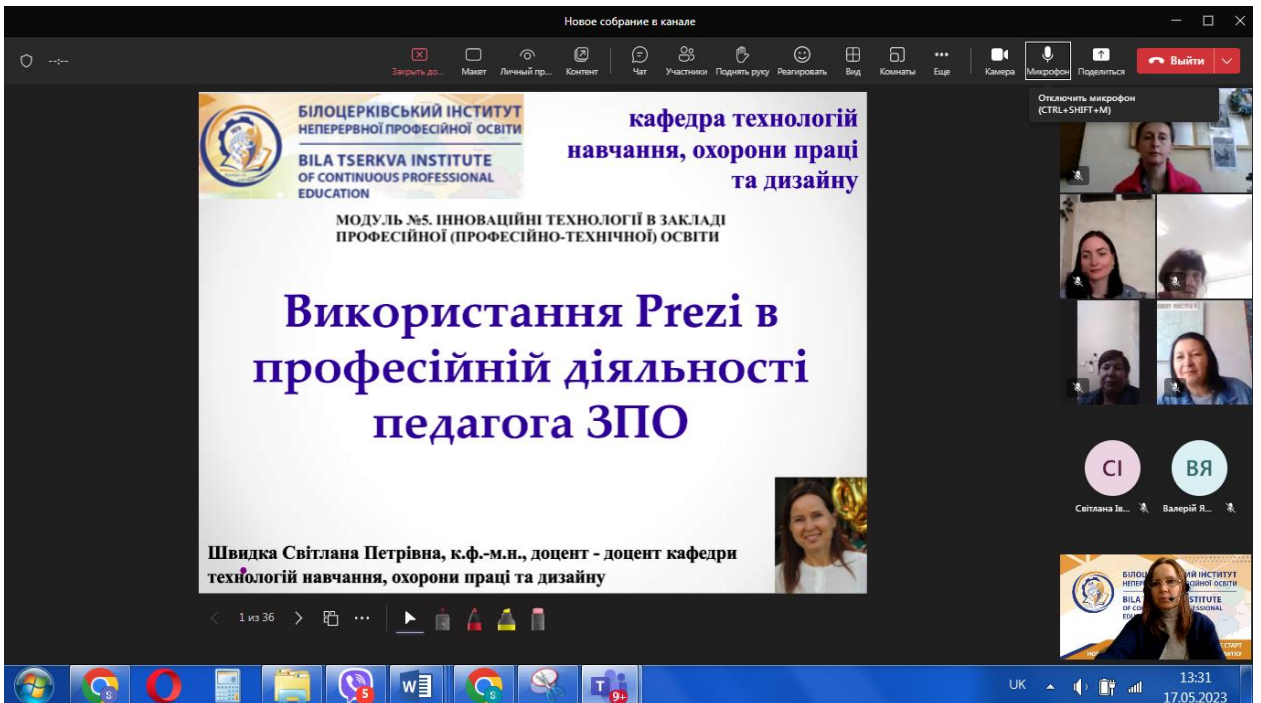 Новое собрание в канале
--:--
Закрыть до...
Макет
Личный пр...
Контент
Чат
Участники
Поднять руку
Реагировать
Вид
Комнаты
Еще
Камера
Микрофон
Поделиться
Выйти
Отключить микрофон
(CTRL+SHIFT+M)
БІЛОЦЕРКІВСЬКИЙ ІНСТИТУТ
НЕПЕРЕРВНОЇ ПРОФЕСІЙНОЇ ОСВІТИ
BILA TSERKVA INSTITUTE
OF CONTINUOUS PROFESSIONAL
EDUCATION
кафедра технологій
навчання, охорони праці
та дизайну
МОДУЛЬ №5. ІННОВАЦІЙНІ ТЕХНОЛОГІЇ В ЗАКЛАДІ
ПРОФЕСІЙНОЇ (ПРОФЕСІЙНО-ТЕХНІЧНОЇ) ОСВІТИ
Використання Prezi в
професійній діяльності
педагога ЗПО
Швидка Світлана Петрівна, к.ф.-м.н., доцент - доцент кафедри
технологій навчання, охорони праці та дизайну
1 из 36
СІ
ВЯ
Світлана Ів...
Валерій Я...
UK
13:31
17.05.2023
5
9+